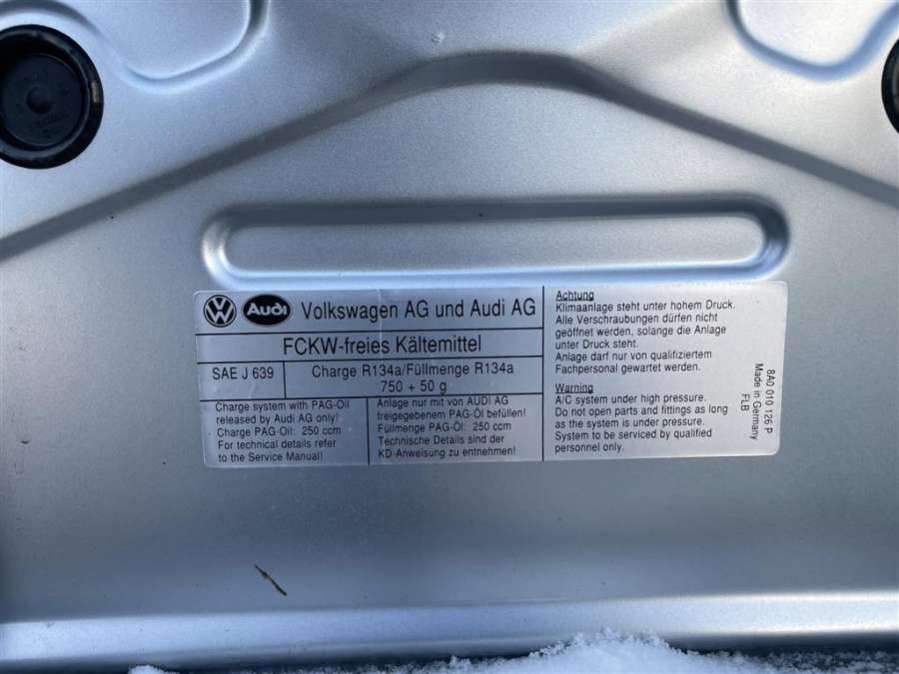 VW Audi Volkswagen AG und Audi AG
FCKW-freies Kältemittel
SAE J 639
Charge R134a/Füllmenge R134a
750 + 50 g
Charge system with PAG-Oil
released by Audi AG only!
Charge PAG-Oil: 250 ccm
For technical details refer
to the Service Manual!
Anlage nur mit von AUDI AG
freigegebenem PAG-Öl befüllen!
Füllmenge PAG-Öl: 250 ccm
Technische Details sind der
KD-Anweisung zu entnehmen!
Achtung
Klimaanlage steht unter hohem Druck.
Alle Verschraubungen dürfen nicht
geöffnet werden, solange die Anlage
unter Druck steht.
Anlage darf nur von qualifiziertem
Fachpersonal gewartet werden.
Warning
A/C system under high pressure.
Do not open parts and fittings as long
as the system is under pressure.
System to be serviced by qualified
personnel only.
8A0 010 126 P
Made in Germany
FLB